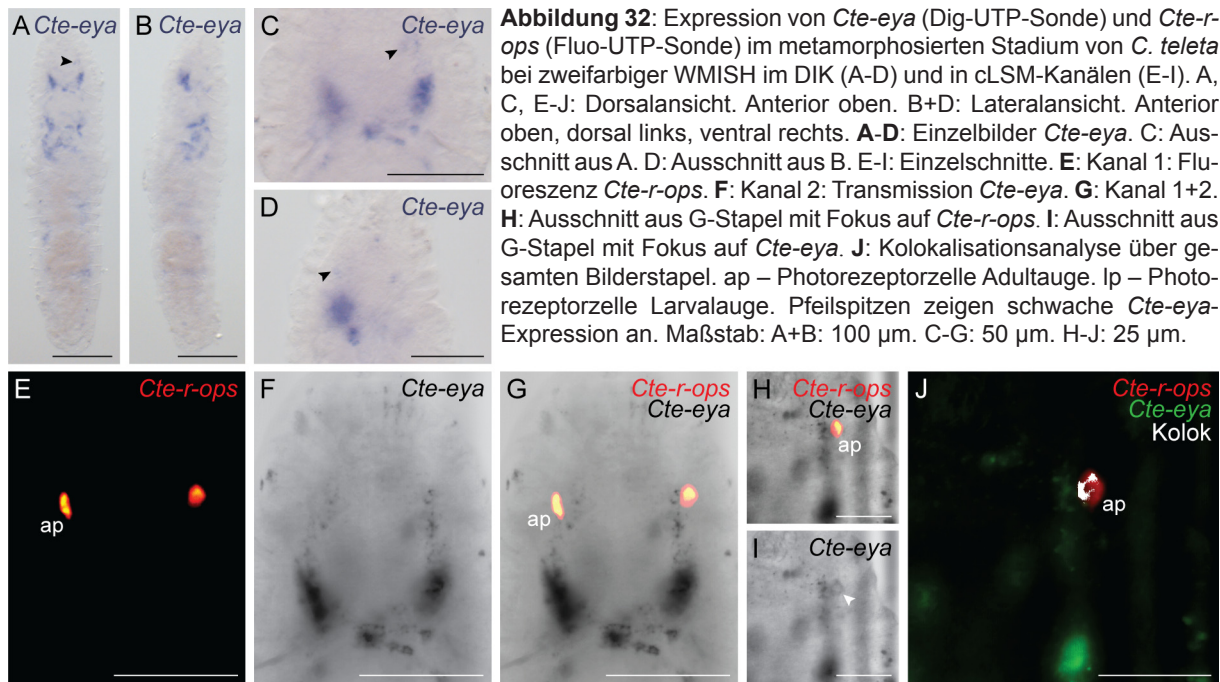 A Cte-eya
B Cte-eya
C Cte-eya
D Cte-eya
Abbildung 32: Expression von Cte-eya (Dig-UTP-Sonde) und Cte-r-
ops (Fluo-UTP-Sonde) im metamorphosierten Stadium von C. teleta
bei zweifarbiger WMISH im DIK (A-D) und in cLSM-Kanälen (E-I). A,
C, E-J: Dorsalansicht. Anterior oben. B+D: Lateralansicht. Anterior
oben, dorsal links, ventral rechts. A-D: Einzelbilder Cte-eya. C: Aus-
schnitt aus A. D: Ausschnitt aus B. E-I: Einzelschnitte. E: Kanal 1: Flu-
oreszenz Cte-r-ops. F: Kanal 2: Transmission Cte-eya. G: Kanal 1+2.
H: Ausschnitt aus G-Stapel mit Fokus auf Cte-r-ops. I: Ausschnitt aus
G-Stapel mit Fokus auf Cte-eya. J: Kolokalisationsanalyse über ge-
samten Bilderstapel. ap – Photorezeptorzelle Adultauge. lp – Photo-
rezeptorzelle Larvalauge. Pfeilspitzen zeigen schwache Cte-eya-
Expression an. Maßstab: A+B: 100 µm. C-G: 50 µm. H-J: 25 µm.
E Cte-r-ops
ap
F Cte-eya
G Cte-r-ops
Cte-eya
ap
H Cte-r-ops
Cte-eya
ap
I Cte-eya
J Cte-r-ops
Cte-eya
Kolok
ap